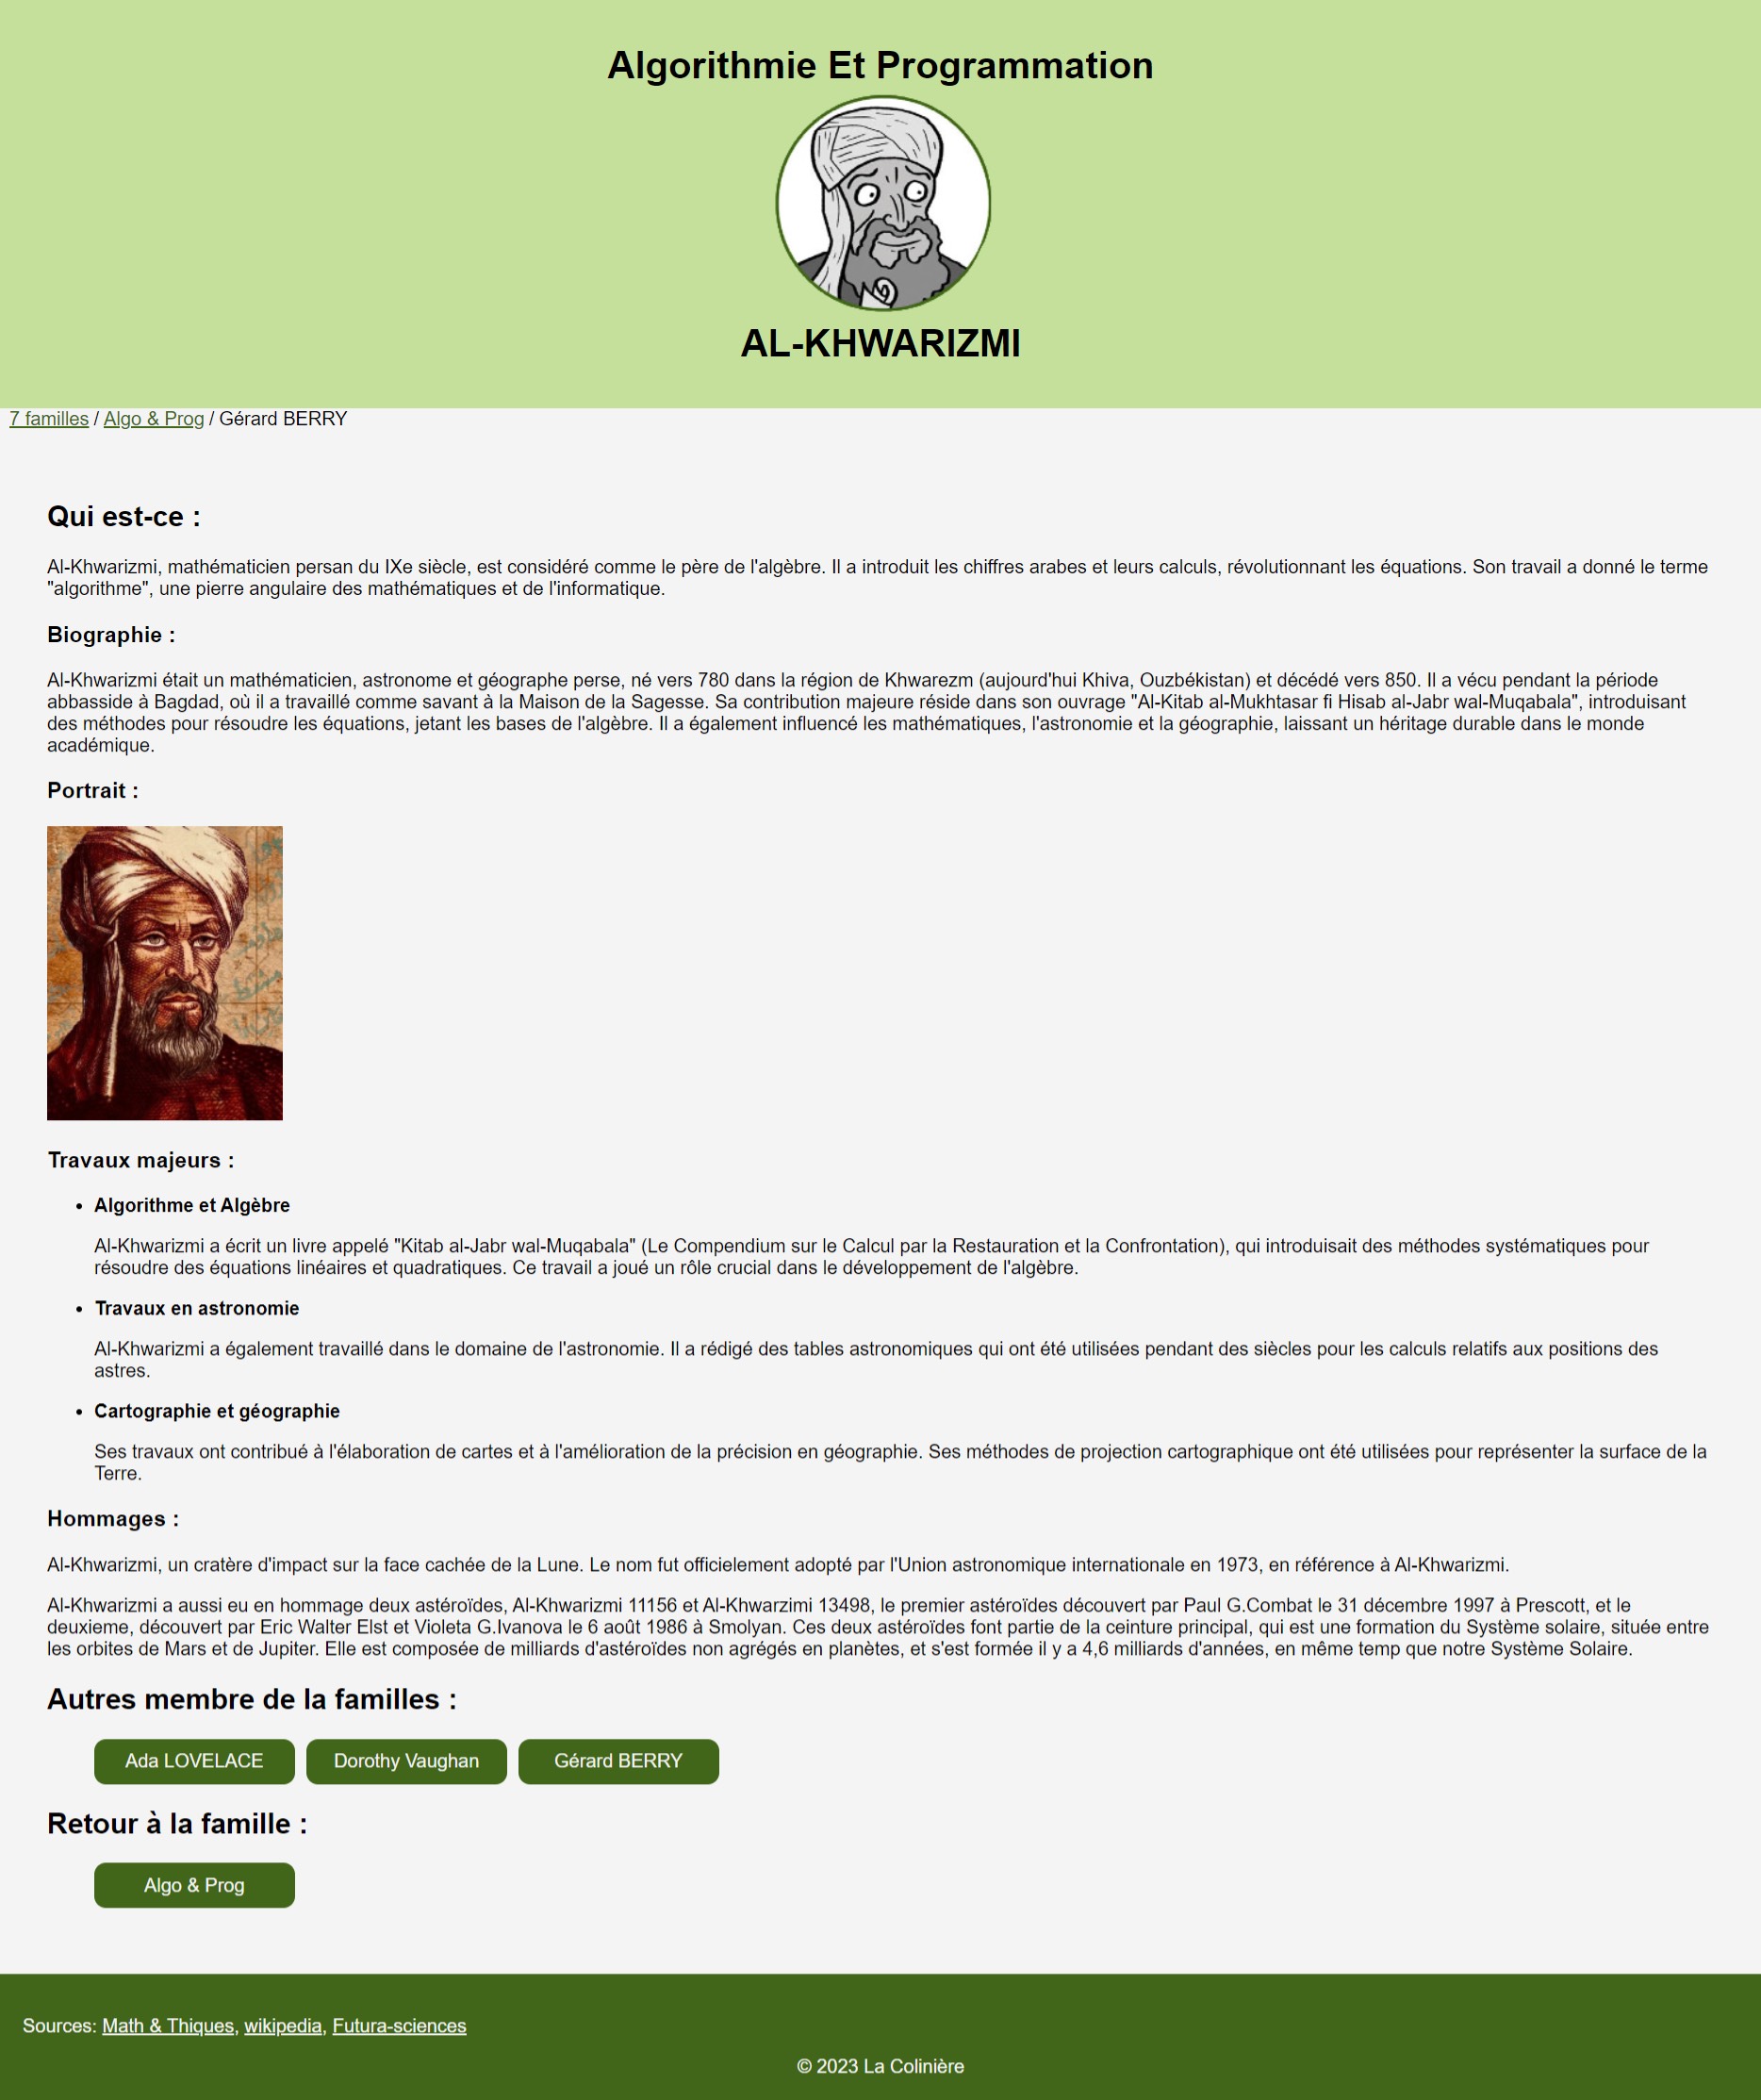 Algorithmie Et Programmation
AL-KHWARIZMI
7 familles / Algo & Prog / Gérard BERRY
Qui est-ce :
Al-Khwarizmi, mathématicien persan du IXe siècle, est considéré comme le père de l'algèbre. Il a introduit les chiffres arabes et leurs calculs, révolutionnant les équations. Son travail a donné le terme
"algorithme", une pierre angulaire des mathématiques et de l'informatique.
Biographie :
Al-Khwarizmi était un mathématicien, astronome et géographe perse, né vers 780 dans la région de Khwarezm (aujourd'hui Khiva, Ouzbékistan) et décédé vers 850. Il a vécu pendant la période
abbasside à Bagdad, où il a travaillé comme savant à la Maison de la Sagesse. Sa contribution majeure réside dans son ouvrage "Al-Kitab al-Mukhtasar fi Hisab al-Jabr wal-Muqabala", introduisant
des méthodes pour résoudre les équations, jetant les bases de l'algèbre. Il a également influencé les mathématiques, l'astronomie et la géographie, laissant un héritage durable dans le monde
académique.
Portrait :
Travaux majeurs :
• Algorithme et Algèbre
Al-Khwarizmi a écrit un livre appelé "Kitab al-Jabr wal-Muqabala" (Le Compendium sur le Calcul par la Restauration et la Confrontation), qui introduisait des méthodes systématiques pour
résoudre des équations linéaires et quadratiques. Ce travail a joué un rôle crucial dans le développement de l'algèbre.
• Travaux en astronomie
Al-Khwarizmi a également travaillé dans le domaine de l'astronomie. Il a rédigé des tables astronomiques qui ont été utilisées pendant des siècles pour les calculs relatifs aux positions des
astres.
• Cartographie et géographie
Ses travaux ont contribué à l'élaboration de cartes et à l'amélioration de la précision en géographie. Ses méthodes de projection cartographique ont été utilisées pour représenter la surface de la
Terre.
Hommages :
Al-Khwarizmi, un cratère d'impact sur la face cachée de la Lune. Le nom fut officielement adopté par l'Union astronomique internationale en 1973, en référence à Al-Khwarizmi.
Al-Khwarizmi a aussi eu en hommage deux astéroïdes, Al-Khwarizmi 11156 et Al-Khwarzimi 13498, le premier astéroïdes découvert par Paul G.Combat le 31 décembre 1997 à Prescott, et le
deuxieme, découvert par Eric Walter Elst et Violeta G.Ivanova le 6 août 1986 à Smolyan. Ces deux astéroïdes font partie de la ceinture principal, qui est une formation du Système solaire, située entre
les orbites de Mars et de Jupiter. Elle est composée de milliards d'astéroïdes non agrégés en planètes, et s'est formée il y a 4,6 milliards d'années, en même temp que notre Système Solaire.
Autres membre de la familles :
Ada LOVELACE Dorothy Vaughan Gérard BERRY
Retour à la famille :
Algo & Prog
Sources: Math & Thiques, wikipedia, Futura-sciences
© 2023 La Colinière